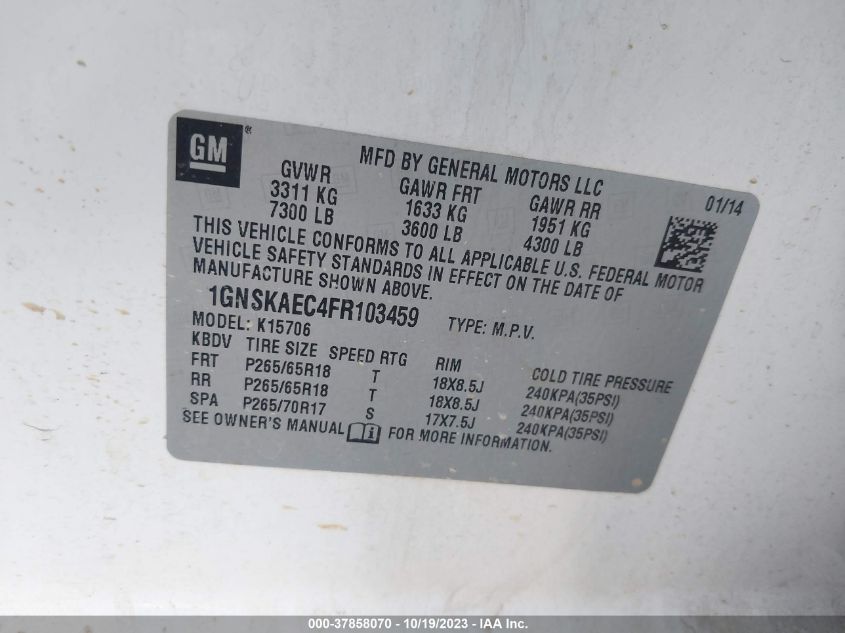 GM ®
MFD BY GENERAL MOTORS LLC
01/14
GVWR GAWR FRT GAWR RR
3311 KG 1633 KG 1951 KG
7300 LB 3600 LB 4300 LB
THIS VEHICLE CONFORMS TO ALL APPLICABLE U.S. FEDERAL MOTOR
VEHICLE SAFETY STANDARDS IN EFFECT ON THE DATE OF
MANUFACTURE SHOWN ABOVE.
1GNSKAEC4FR103459 TYPE: M.P.V.
MODEL: K15706
KBDV TIRE SIZE SPEED RTG RIM COLD TIRE PRESSURE
FRT P265/65R18 T 18X8.5J 240KPA(35PSI)
RR P265/65R18 T 18X8.5J 240KPA(35PSI)
SPA P265/70R17 S 17X7.5J 240KPA(35PSI)
SEE OWNER'S MANUAL i FOR MORE INFORMATION.
000-37858070 - 10/19/2023 - IAA Inc.